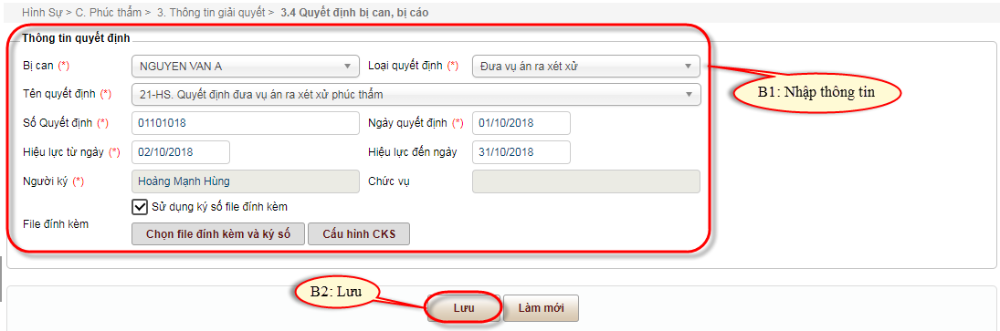 Hình Sự > C. Phúc thẩm > 3. Thông tin giải quyết > 3.4 Quyết định bị can, bị cáo
Thông tin quyết định
Bị can (*) NGUYEN VAN A Loại quyết định (*) Đưa vụ án ra xét xử
B1: Nhập thông tin
Tên quyết định (*) 21-HS. Quyết định đưa vụ án ra xét xử phúc thẩm
Số Quyết định (*) 01101018 Ngày quyết định (*) 01/10/2018
Hiệu lực từ ngày (*) 02/10/2018 Hiệu lực đến ngày 31/10/2018
Người ký (*) Hoàng Mạnh Hùng Chức vụ
Sử dụng ký số file đính kèm
File đính kèm
Chọn file đính kèm và ký số Cấu hình CKS
B2: Lưu
Lưu Làm mới